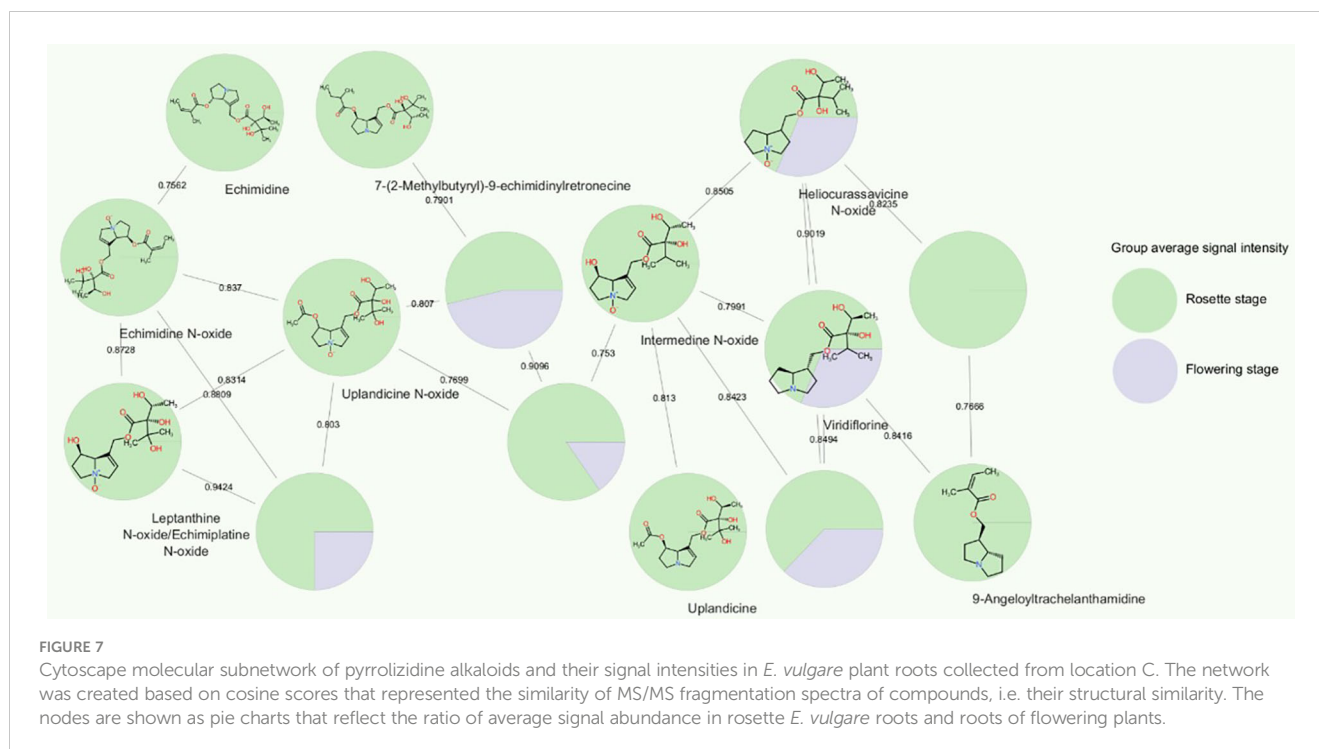 Echimidine
7-(2-Methylbutyryl)-9-echimidinylretronecine
Heliocurassavicine
N-oxide
Echimidine N-oxide
Uplandicine N-oxide
Intermedine N-oxide
Viridiflorine
Leptanthine
N-oxide/Echimiplatine
N-oxide
Uplandicine
9-Angeloyltrachelanthamidine
0.7562
0.7901
0.8505
0.8235
0.9019
0.837
0.807
0.7991
0.8728
0.8314
0.8809
0.7699
0.9096
0.753
0.813
0.8423
0.803
0.8494
0.8416
0.7666
0.9424
Group average signal intensity
Rosette stage
Flowering stage
FIGURE 7
Cytoscape molecular subnetwork of pyrrolizidine alkaloids and their signal intensities in E. vulgare plant roots collected from location C. The network
was created based on cosine scores that represented the similarity of MS/MS fragmentation spectra of compounds, i.e. their structural similarity. The
nodes are shown as pie charts that reflect the ratio of average signal abundance in rosette E. vulgare roots and roots of flowering plants.